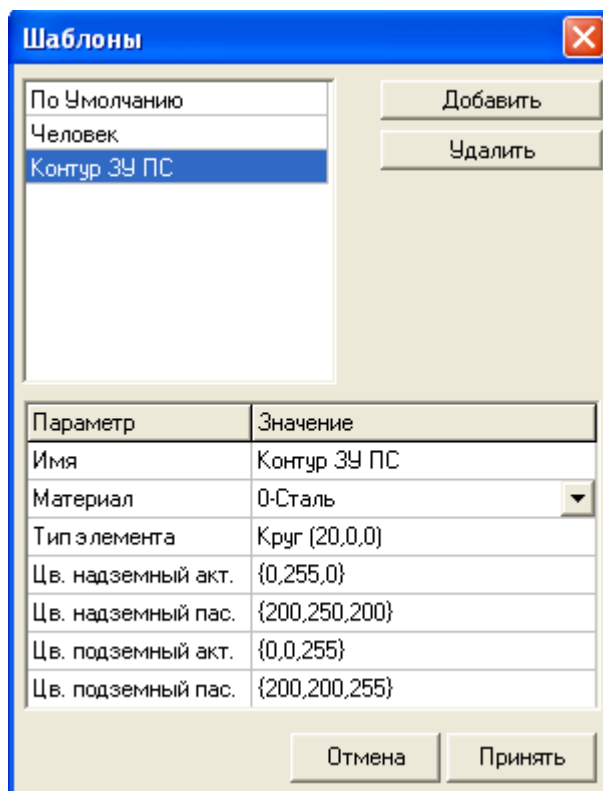 Шаблоны
По Умолчанию
Человек
Контур ЗУ ПС
Добавить
Удалить
Параметр Значение
Имя Контур ЗУ ПС
Материал 0-Сталь
Тип элемента Круг (20,0,0)
Цв. надземный акт. {0,255,0}
Цв. надземный пас. {200,250,200}
Цв. подземный акт. {0,0,255}
Цв. подземный пас. {200,200,255}
Отмена Принять